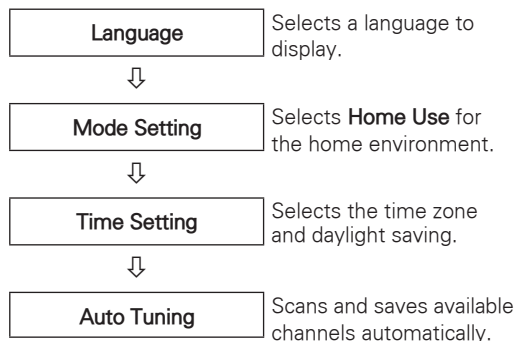 Language
Selects a language to
display.
Mode Setting
Selects Home Use for
the home environment.
Time Setting
Selects the time zone
and daylight saving.
Auto Tuning
Scans and saves available
channels automatically.